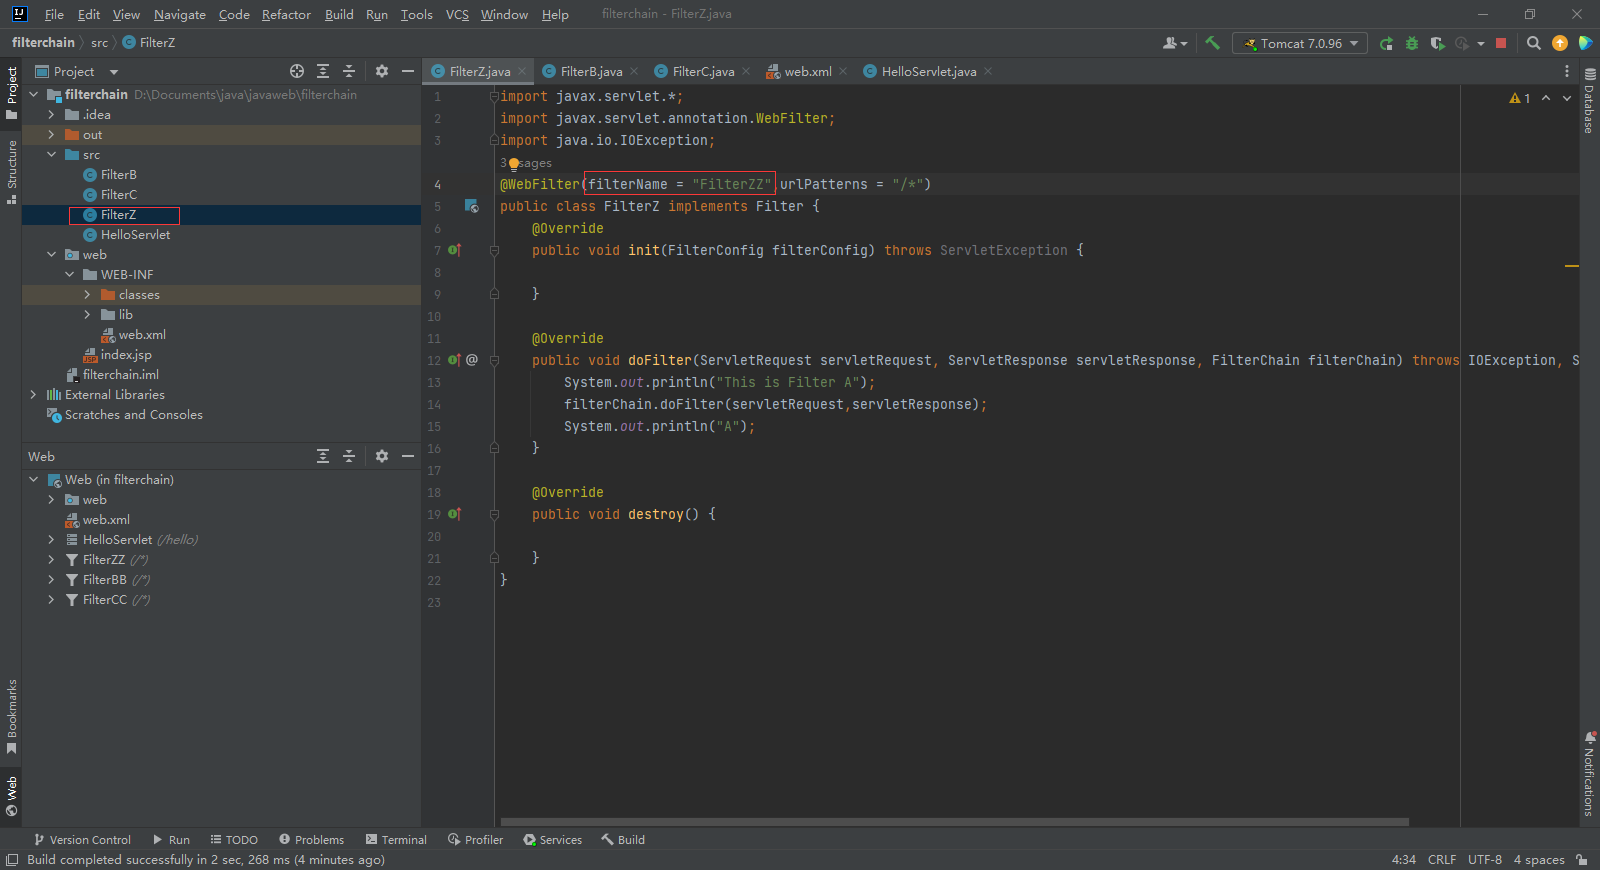 File Edit View Navigate Code Refactor Build Run Tools VCS Window Help filterchain - FilterZ.java
filterchain src FilterZ Tomcat 7.0.96
Project
FilterZ.java FilterB.java FilterC.java web.xml HelloServlet.java
Project
Structure
Bookmarks
Web
filterchain D:\Documents\java\javaweb\filterchain
.idea
out
src
FilterB
FilterC
FilterZ
HelloServlet
web
WEB-INF
classes
lib
web.xml
index.jsp
filterchain.iml
External Libraries
Scratches and Consoles
Web
Web (in filterchain)
web
web.xml
HelloServlet (/hello)
FilterZZ (/*)
FilterBB (/*)
FilterCC (/*)
1 import javax.servlet.*;
2 import javax.servlet.annotation.WebFilter;
3 import java.io.IOException;
3 sages
4 @WebFilter(filterName = "FilterZZ",urlPatterns = "/*")
5 public class FilterZ implements Filter {
6 @Override
7 public void init(FilterConfig filterConfig) throws ServletException {
8
9 }
10
11 @Override
12 @ public void doFilter(ServletRequest servletRequest, ServletResponse servletResponse, FilterChain filterChain) throws IOException, S
13 System.out.println("This is Filter A");
14 filterChain.doFilter(servletRequest,servletResponse);
15 System.out.println("A");
16 }
17
18 @Override
19 public void destroy() {
20
21 }
22 }
23
1
Database
Notifications
Version Control Run TODO Problems Terminal Profiler Services Build
Build completed successfully in 2 sec, 268 ms (4 minutes ago) 4:34 CRLF UTF-8 4 spaces